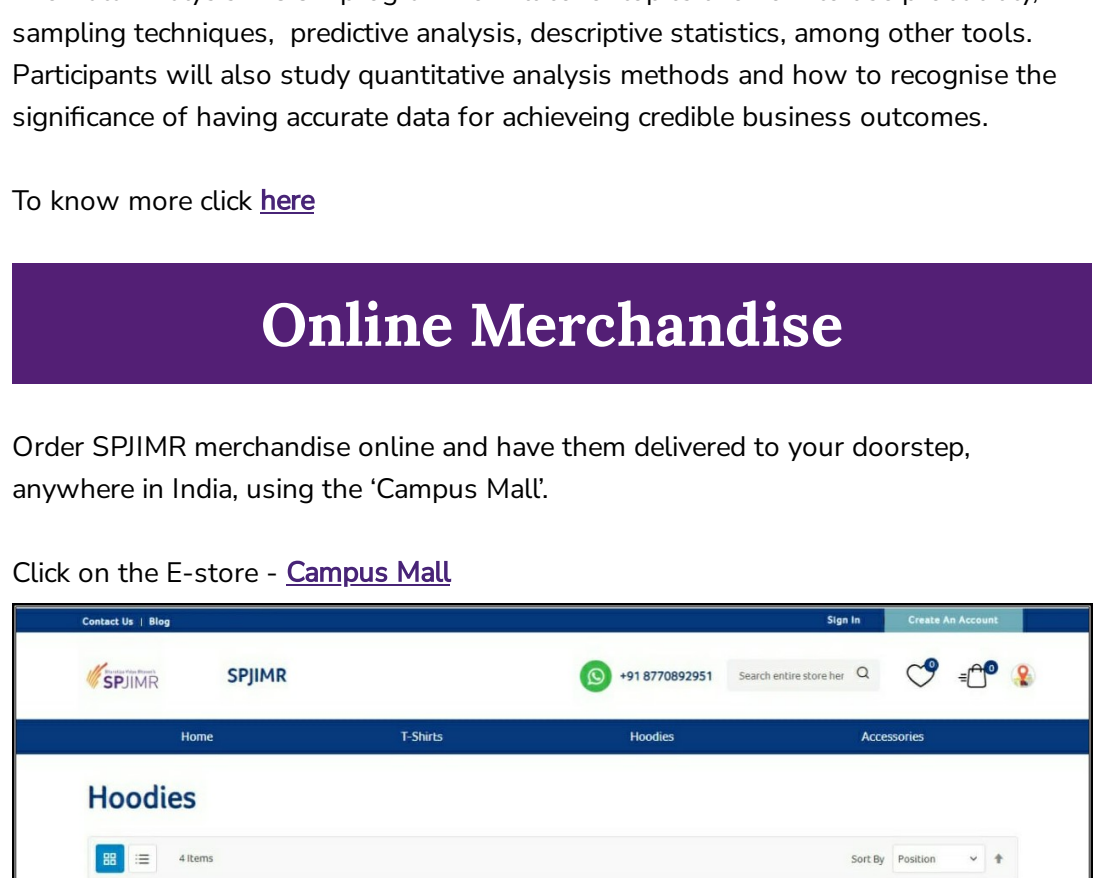 sampling techniques,  predictive analysis, descriptive statistics, among other tools.
Participants will also study quantitative analysis methods and how to recognise the
significance of having accurate data for achieveing credible business outcomes.
To know more click here
Online Merchandise
Order SPJIMR merchandise online and have them delivered to your doorstep,
anywhere in India, using the ‘Campus Mall’.
Click on the E-store - Campus Mall
Contact Us | Blog
Sign In
Create An Account
SPJIMR
SPJIMR
+91 8770892951
Search entire store her
0
0
Home
T-Shirts
Hoodies
Accessories
Hoodies
4 Items
Sort By
Position